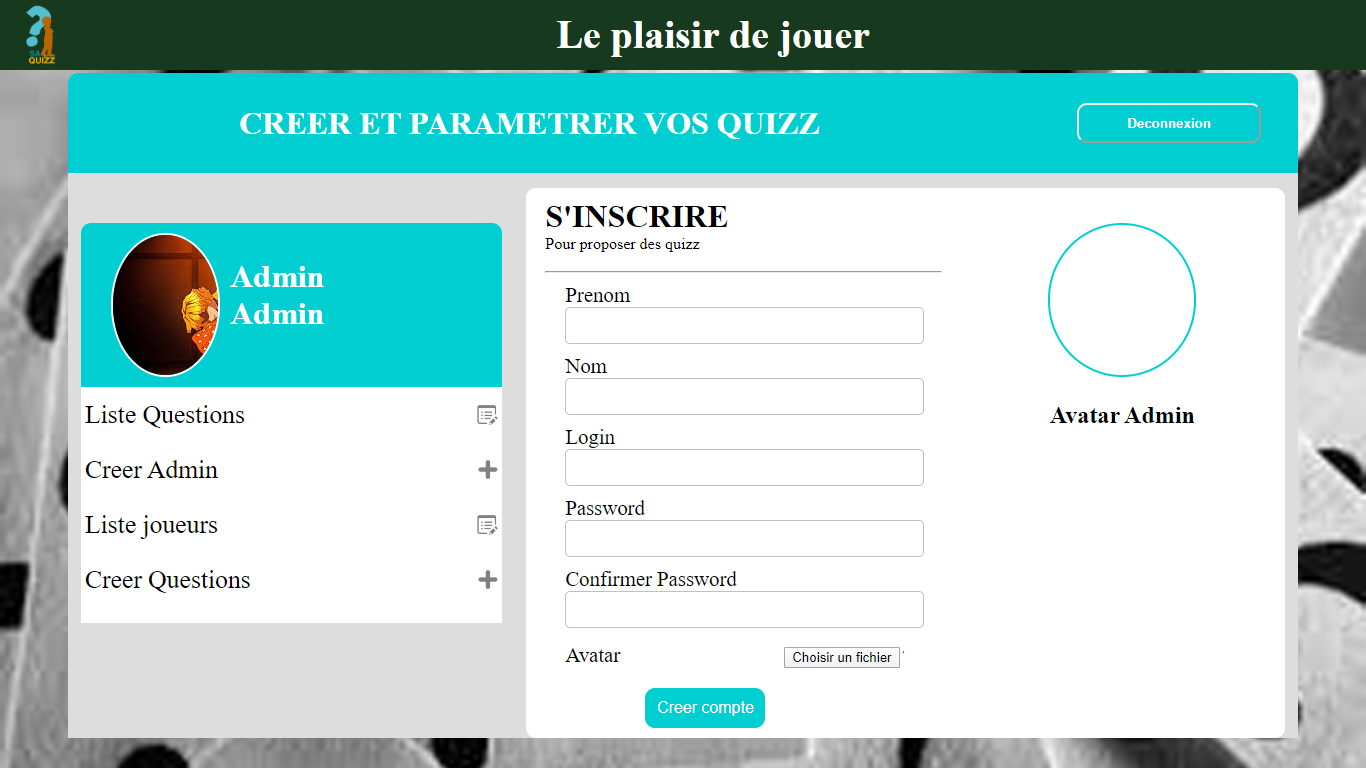 SA
QUIZZ
Le plaisir de jouer
CREER ET PARAMETRER VOS QUIZZ
Deconnexion
Admin
Admin
Liste Questions
Creer Admin
Liste joueurs
Creer Questions
S'INSCRIRE
Pour proposer des quizz
Prenom
Nom
Login
Password
Confirmer Password
Avatar
Choisir un fichier
Creer compte
Avatar Admin